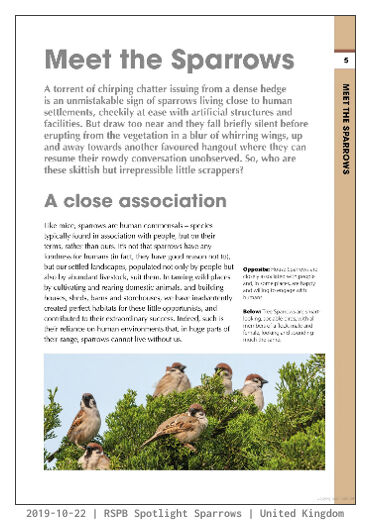 Meet the Sparrows
5
MEET THE SPARROWS
A torrent of chirping chatter issuing from a dense hedge
is an unmistakable sign of sparrows living close to human
settlements, cheekily at ease with artificial structures and
facilities. But draw too near and they fall briefly silent before
erupting from the vegetation in a blur of whirring wings, up
and away towards another favoured hangout where they can
resume their rowdy conversation unobserved. So, who are
these skittish but irrepressible little scrappers?
A close association
Like mice, sparrows are human commensals – species
typically found in association with people, but on their
terms, rather than ours. It's not that sparrows have any
fondness for humans (in fact, they have good reason not to),
but our settled landscapes, populated not only by people but
also by abundant livestock, suit them. In taming wild places
by cultivating and rearing domestic animals, and building
houses, sheds, barns and storehouses, we have inadvertently
created perfect habitats for these little opportunists, and
contributed to their extraordinary success. Indeed, such is
their reliance on human environments that, in huge parts of
their range, sparrows cannot live without us.
Opposite: House Sparrows are
closely associated with people
and, in some places, are happy
and willing to engage with
humans.
Below: Tree Sparrows are smart-
looking, sociable birds, with all
members of a flock, male and
female, looking and sounding
much the same.
2019-10-22 | RSPB Spotlight Sparrows | United Kingdom